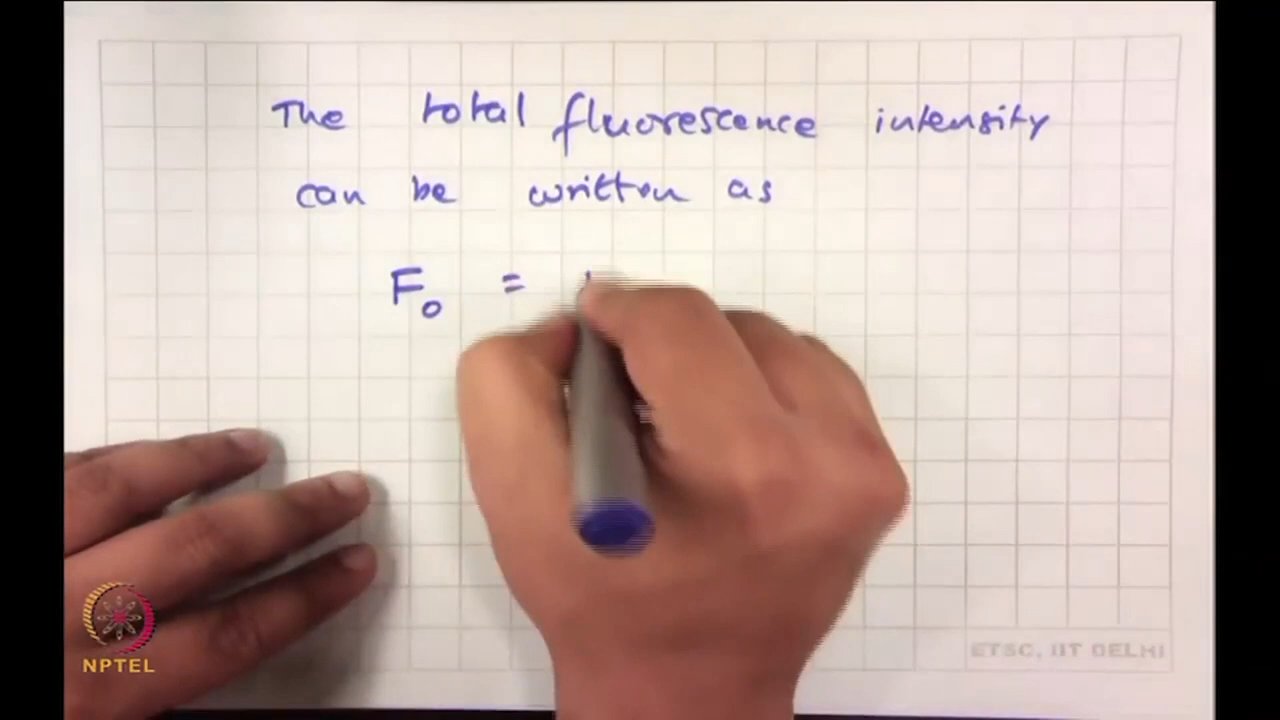 The total fluorescence intensity
can be written as
F₀ =
NPTEL
ETSC, IIT DELHI